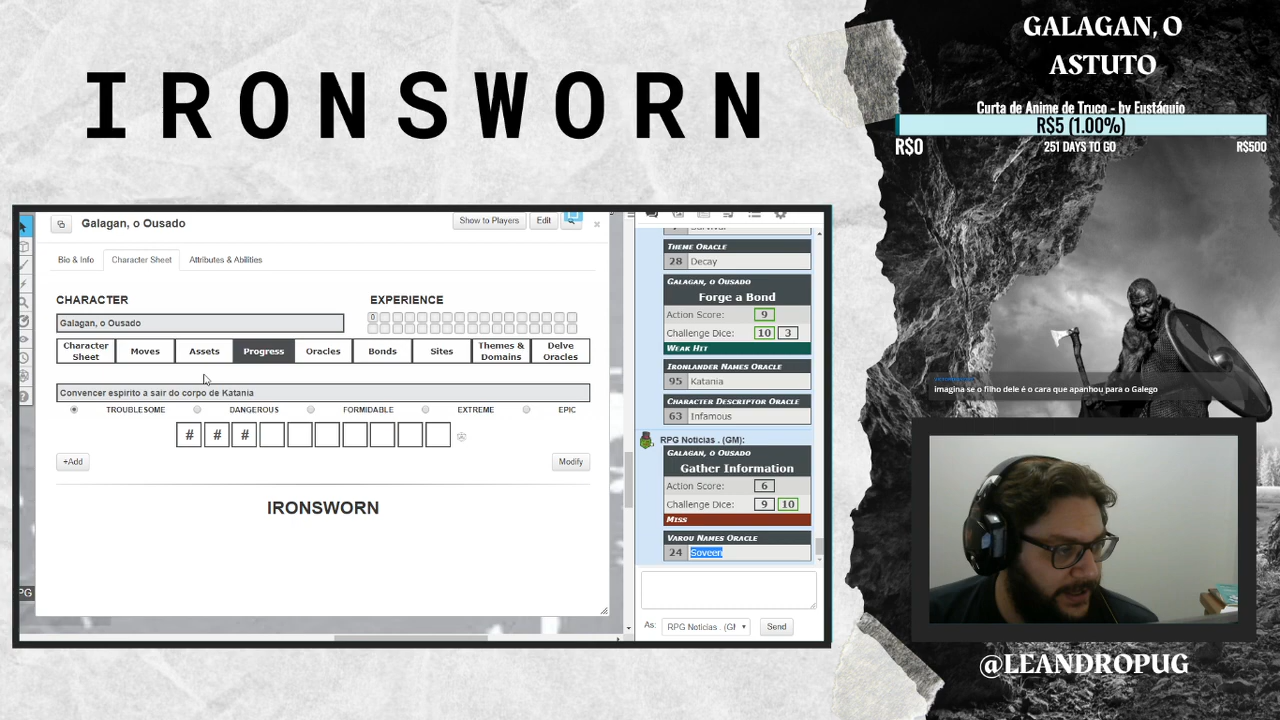 IRONSWORN
GALAGAN, O
ASTUTO
Curta de Anime de Truco - by Eustáquio
R$5 (1.00%)
R$0
251 DAYS TO GO
R$500
Galagan, o Ousado
Show to Players
Edit
Bio & Info
Character Sheet
Attributes & Abilities
CHARACTER
EXPERIENCE
Galagan, o Ousado
0
Character Sheet
Moves
Assets
Progress
Oracles
Bonds
Sites
Themes & Domains
Delve Oracles
Convencer espirito a sair do corpo de Katania
TROUBLESOME
DANGEROUS
FORMIDABLE
EXTREME
EPIC
# # #
+Add
Modify
IRONSWORN
Theme Oracle
28 Decay
Galagan, o Ousado
Forge a Bond
Action Score: 9
Challenge Dice: 10 3
Weak Hit
Ironlander Names Oracle
95 Katania
Character Descriptor Oracle
63 Infamous
RPG Noticias . (GM):
Galagan, o Ousado
Gather Information
Action Score: 6
Challenge Dice: 9 10
Miss
Varou Names Oracle
24 Soveen
As:
RPG Noticias . (GM
Send
PG
imagina se o filho dele é o cara que apanhou para o Galego
@LEANDROPUG